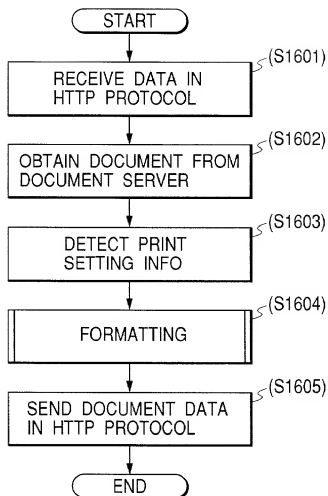 START
(S1601)
RECEIVE DATA IN
HTTP PROTOCOL
(S1602)
OBTAIN DOCUMENT FROM
DOCUMENT SERVER
(S1603)
DETECT PRINT
SETTING INFO
(S1604)
FORMATTING
(S1605)
SEND DOCUMENT DATA
IN HTTP PROTOCOL
END